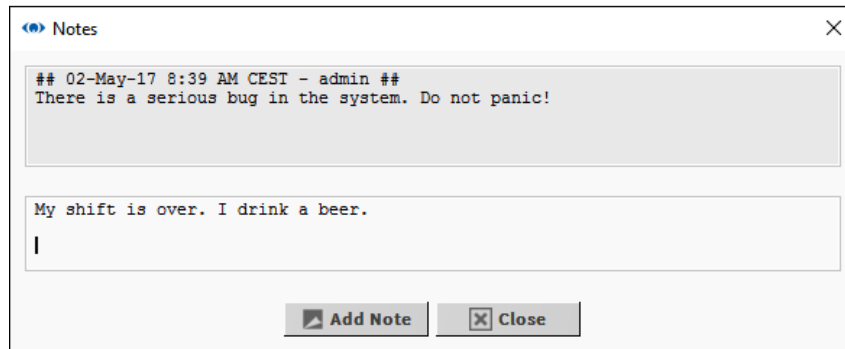 Notes
## 02-May-17 8:39 AM CEST - admin ##
There is a serious bug in the system. Do not panic!
My shift is over. I drink a beer.
Add Note
Close